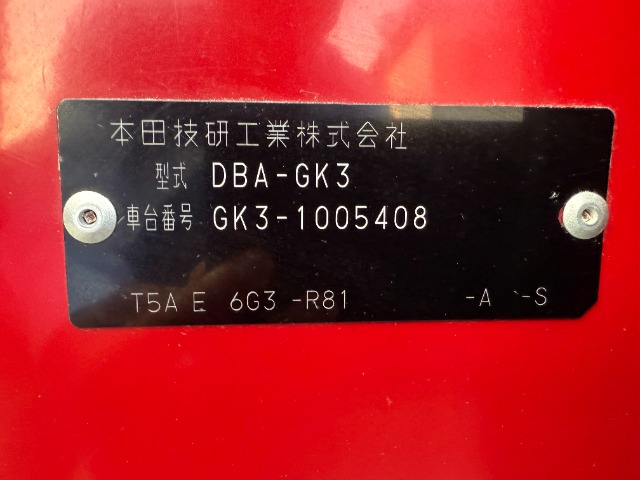 本田技研工業株式会社
型式 DBA-GK3
車台番号 GK3-1005408
T5A E 6G3 -R81 -A -S